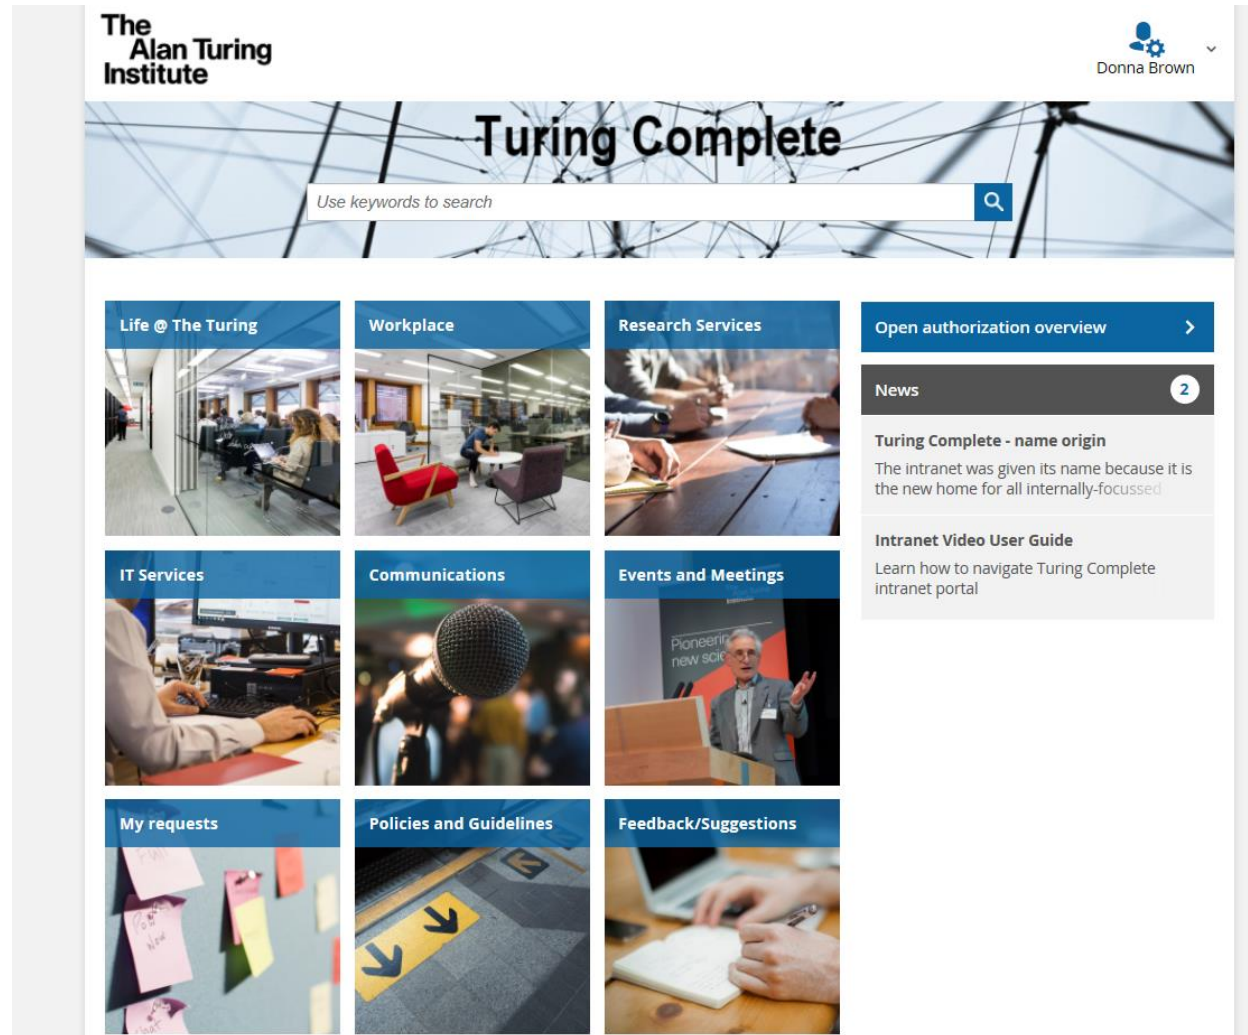 The
Alan Turing
Institute
Donna Brown
Turing Complete
Use keywords to search
Life @ The Turing
Workplace
Research Services
Open authorization overview
News
2
Turing Complete - name origin
The intranet was given its name because it is
the new home for all internally-focussed
Intranet Video User Guide
Learn how to navigate Turing Complete
intranet portal
IT Services
Communications
Events and Meetings
Pioneering
new scie
My requests
Policies and Guidelines
Feedback/Suggestions
Full
Now